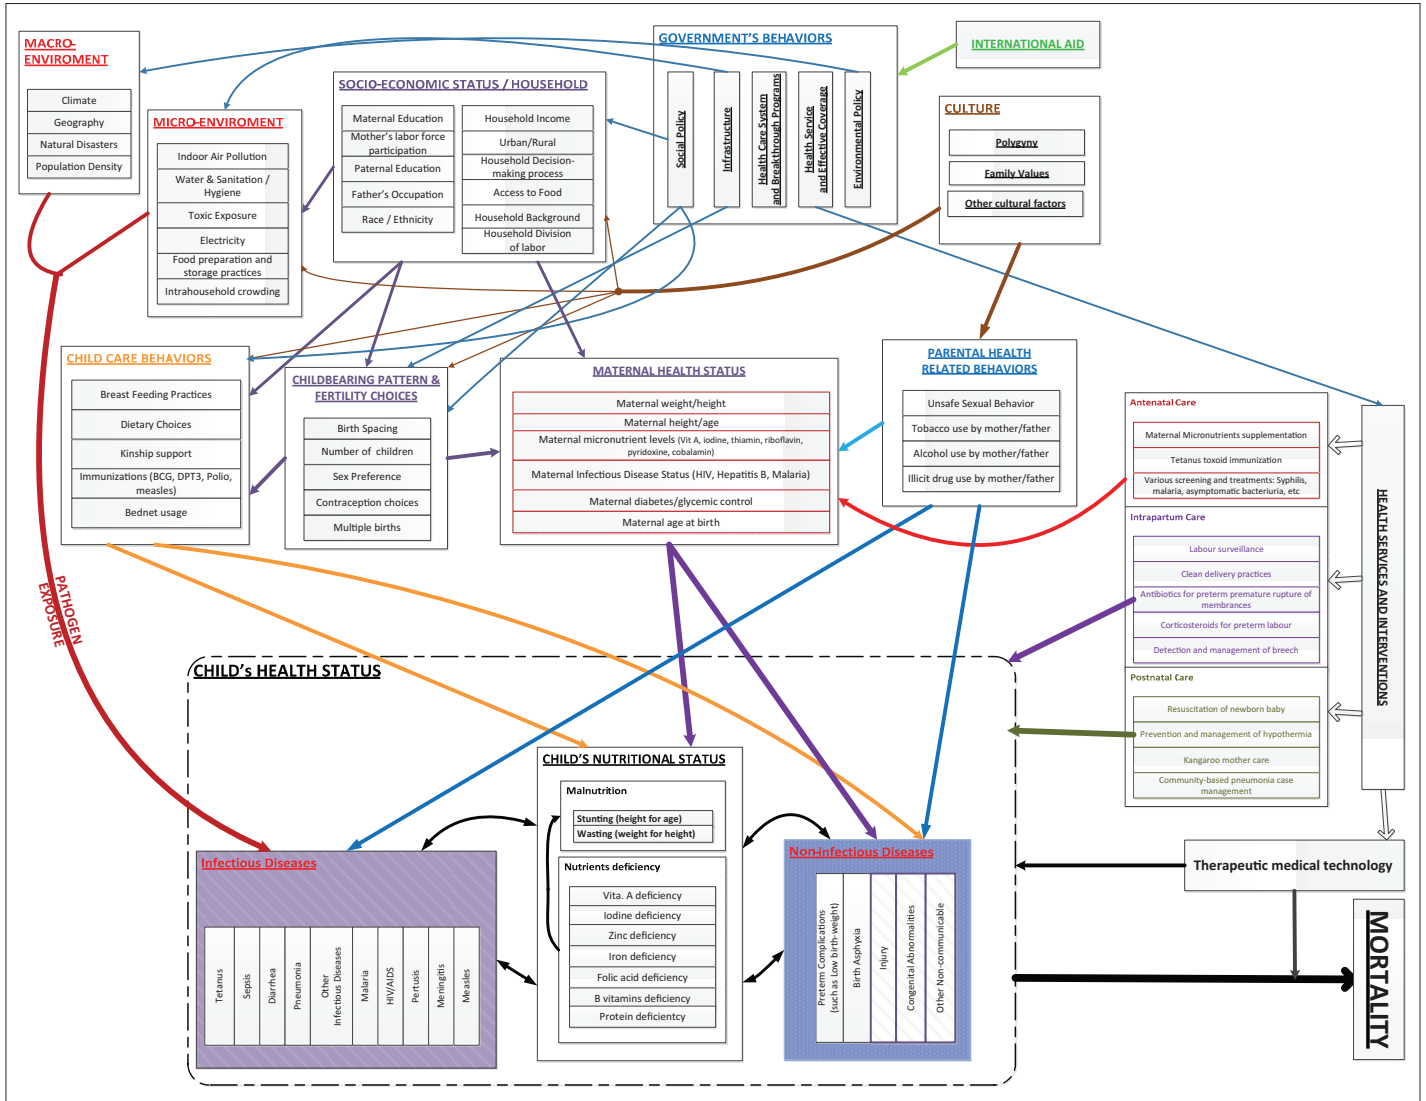 MACRO-
ENVIROMENT
Climate
Geography
Natural Disasters
Population Density
MICRO-ENVIROMENT
Indoor Air Pollution
Water & Sanitation /
Hygiene
Toxic Exposure
Electricity
Food preparation and
storage practices
Intrahousehold crowding
SOCIO-ECONOMIC STATUS / HOUSEHOLD
Maternal Education
Mother's labor force
participation
Paternal Education
Father's Occupation
Race / Ethnicity
Household Income
Urban/Rural
Household Decision-
making process
Access to Food
Household Background
Household Division
of labor
GOVERNMENT'S BEHAVIORS
Social Policy
Infrastructure
Health Care System
and Breakthrough Programs
Health Service
and Effective Coverage
Environmental Policy
INTERNATIONAL AID
CULTURE
Polygyny
Family Values
Other cultural factors
CHILD CARE BEHAVIORS
Breast Feeding Practices
Dietary Choices
Kinship support
Immunizations (BCG, DPT3, Polio,
measles)
Bednet usage
CHILDBEARING PATTERN &
FERTILITY CHOICES
Birth Spacing
Number of children
Sex Preference
Contraception choices
Multiple births
MATERNAL HEALTH STATUS
Maternal weight/height
Maternal height/age
Maternal micronutrient levels (Vit A, iodine, thiamin, riboflavin,
pyridoxine, cobalamin)
Maternal Infectious Disease Status (HIV, Hepatitis B, Malaria)
Maternal diabetes/glycemic control
Maternal age at birth
PARENTAL HEALTH
RELATED BEHAVIORS
Unsafe Sexual Behavior
Tobacco use by mother/father
Alcohol use by mother/father
Illicit drug use by mother/father
Antenatal Care
Maternal Micronutrients supplementation
Tetanus toxoid immunization
Various screening and treatments: Syphilis,
malaria, asymptomatic bacteriuria, etc
Intrapartum Care
Labour surveillance
Clean delivery practices
Antibiotics for preterm premature rupture of
membrances
Corticosteroids for preterm labour
Detection and management of breech
Postnatal Care
Resuscitation of newborn baby
Prevention and management of hypothermia
Kangaroo mother care
Community-based pneumonia case
management
HEALTH SERVICES AND INTERVENTIONS
PATHOGEN
EXPOSURE
CHILD's HEALTH STATUS
CHILD'S NUTRITIONAL STATUS
Malnutrition
Stunting (height for age)
Wasting (weight for height)
Nutrients deficiency
Vita. A deficiency
Iodine deficiency
Zinc deficiency
Iron deficiency
Folic acid deficiency
B vitamins deficiency
Protein deficientcy
Infectious Diseases
Tetanus
Sepsis
Diarrhea
Pneumonia
Other
Infectious Diseases
Malaria
HIV/AIDS
Pertusis
Meningitis
Measles
Non-infectious Diseases
Preterm Complications
(such as Low birth-weight)
Birth Asphyxia
Injury
Congenital Abnormalities
Other Non-communicable
Therapeutic medical technology
MORTALITY